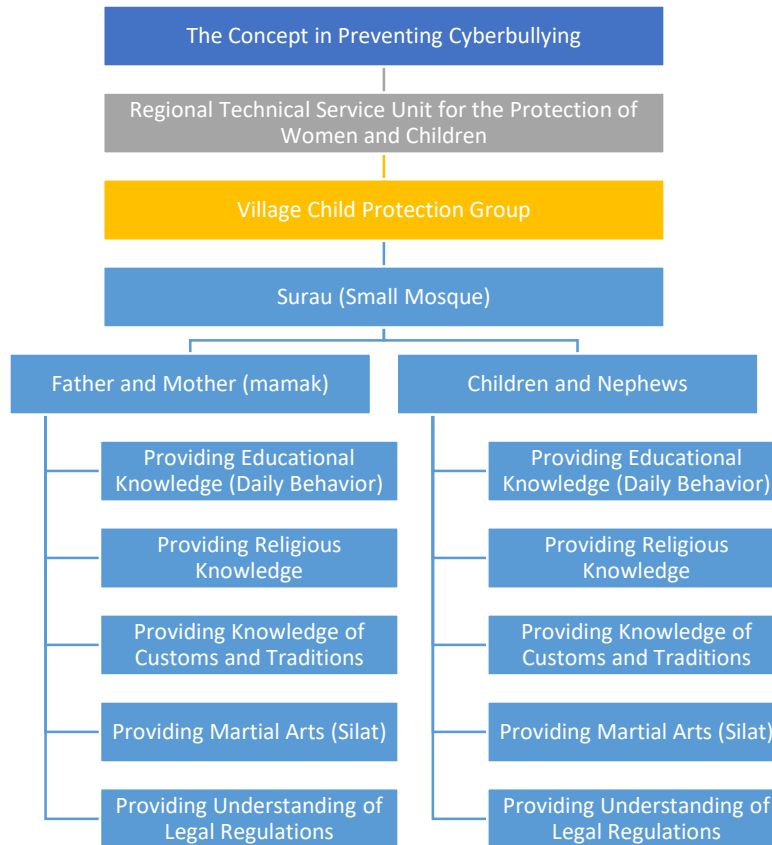 The Concept in Preventing Cyberbullying
Regional Technical Service Unit for the Protection of
Women and Children
Village Child Protection Group
Surau (Small Mosque)
Father and Mother (mamak)
Providing Educational
Knowledge (Daily Behavior)
Providing Religious
Knowledge
Providing Knowledge of
Customs and Traditions
Providing Martial Arts (Silat)
Providing Understanding of
Legal Regulations
Children and Nephews
Providing Educational
Knowledge (Daily Behavior)
Providing Religious
Knowledge
Providing Knowledge of
Customs and Traditions
Providing Martial Arts (Silat)
Providing Understanding of
Legal Regulations